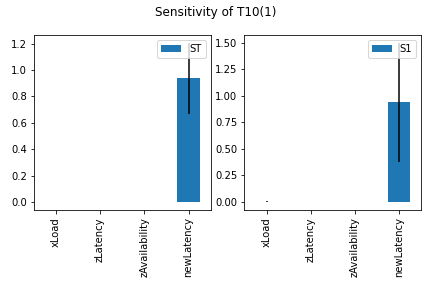 Sensitivity of T10(1)
ST
1.2
1.0
0.8
0.6
0.4
0.2
0.0
xLoad
zLatency
zAvailability
newLatency
S1
1.50
1.25
1.00
0.75
0.50
0.25
0.00
xLoad
zLatency
zAvailability
newLatency